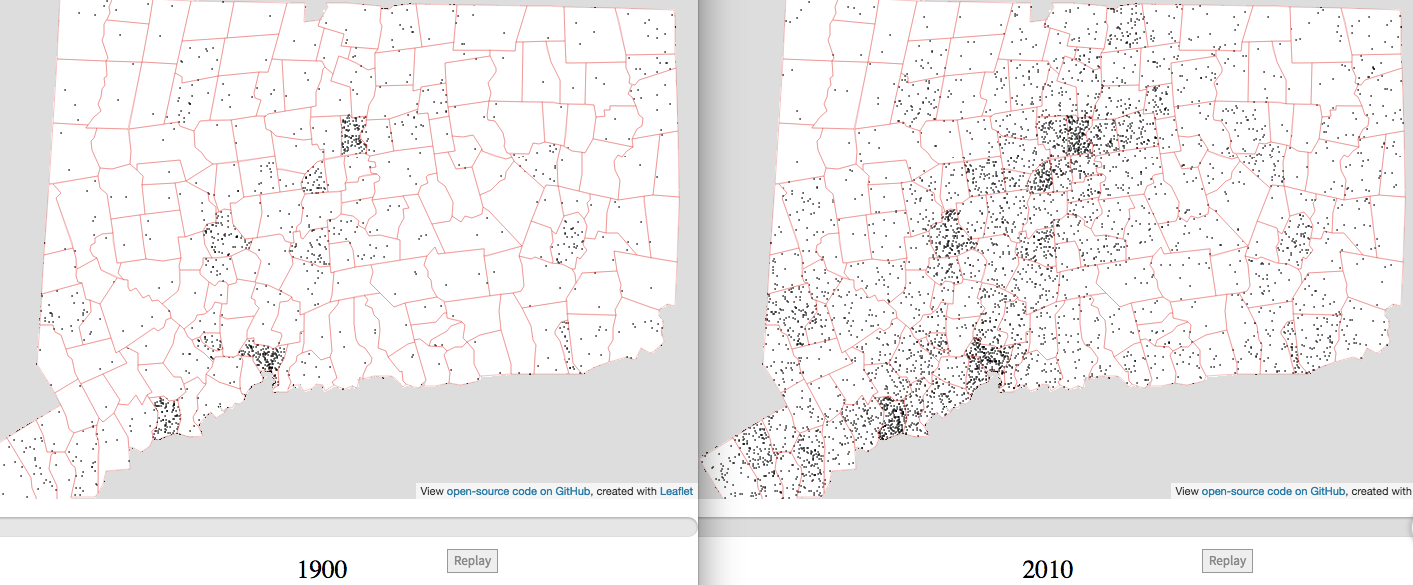 View open-source code on GitHub, created with Leaflet
View open-source code on GitHub, created with
1900
Replay
2010
Replay